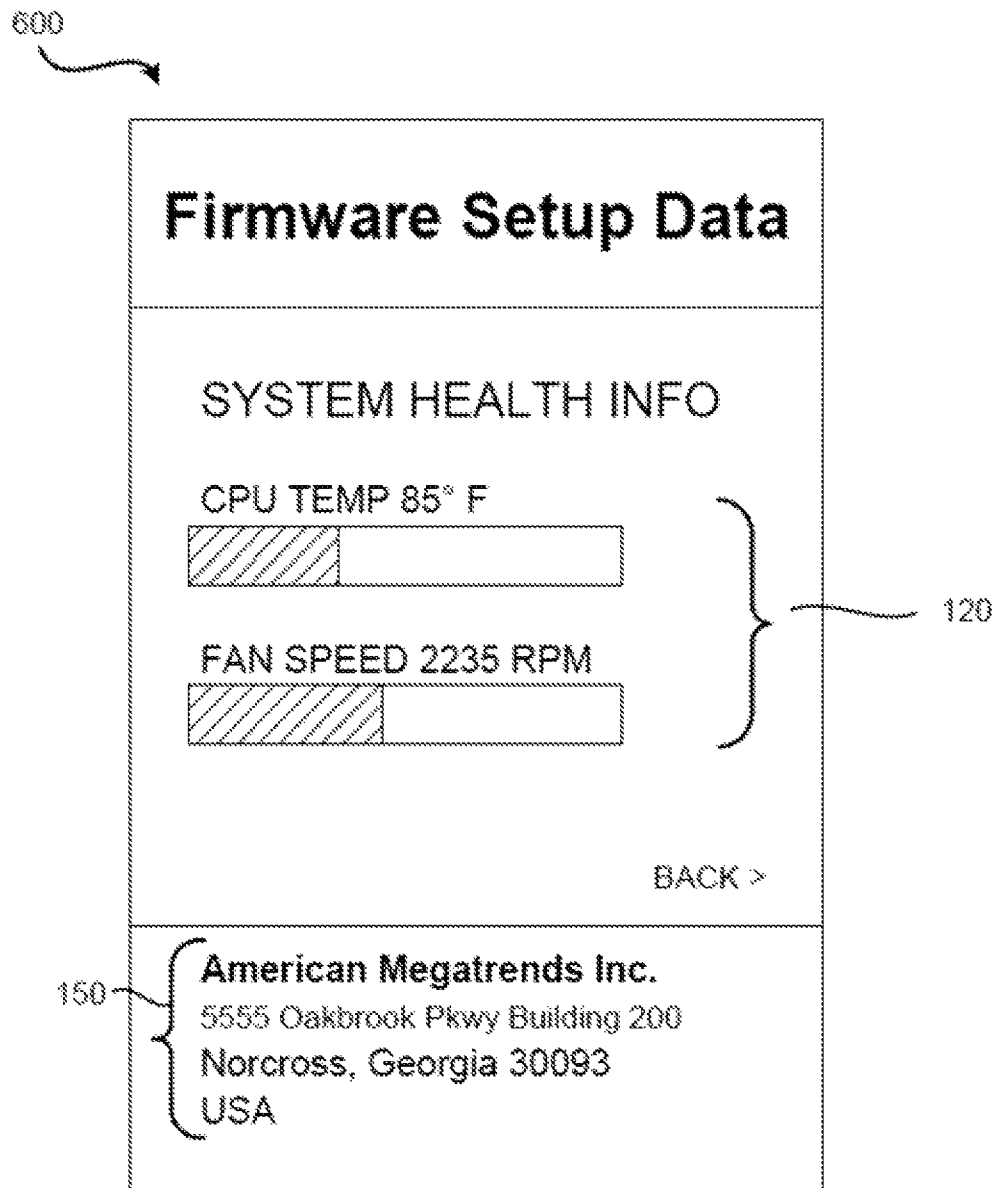 600
Firmware Setup Data
SYSTEM HEALTH INFO
CPU TEMP 85° F
120
FAN SPEED 2235 RPM
BACK >
150
American Megatrends Inc.
5555 Oakbrook Pkwy Building 200
Norcross, Georgia 30093
USA